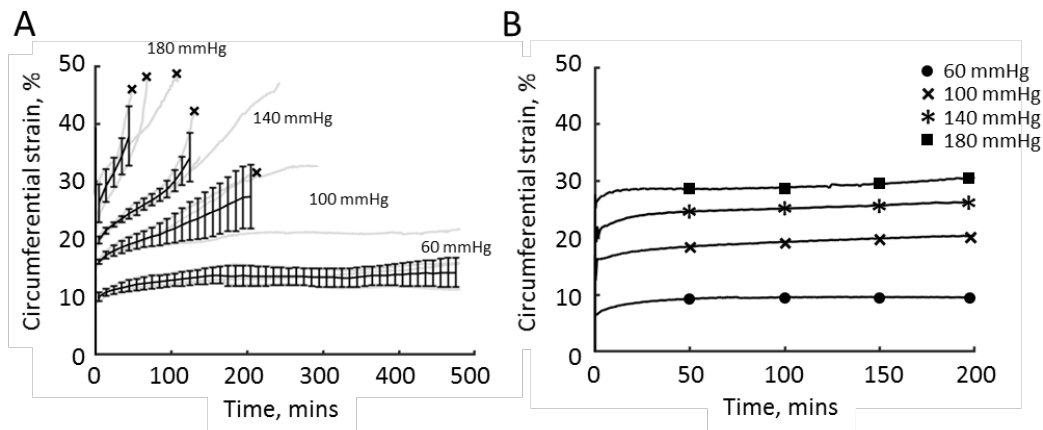 A
Circumferential strain, %
50
40
30
20
10
0
180 mmHg
140 mmHg
100 mmHg
60 mmHg
0 100 200 300 400 500
Time, mins
B
Circumferential strain, %
50
40
30
20
10
0
60 mmHg
100 mmHg
140 mmHg
180 mmHg
0 50 100 150 200
Time, mins